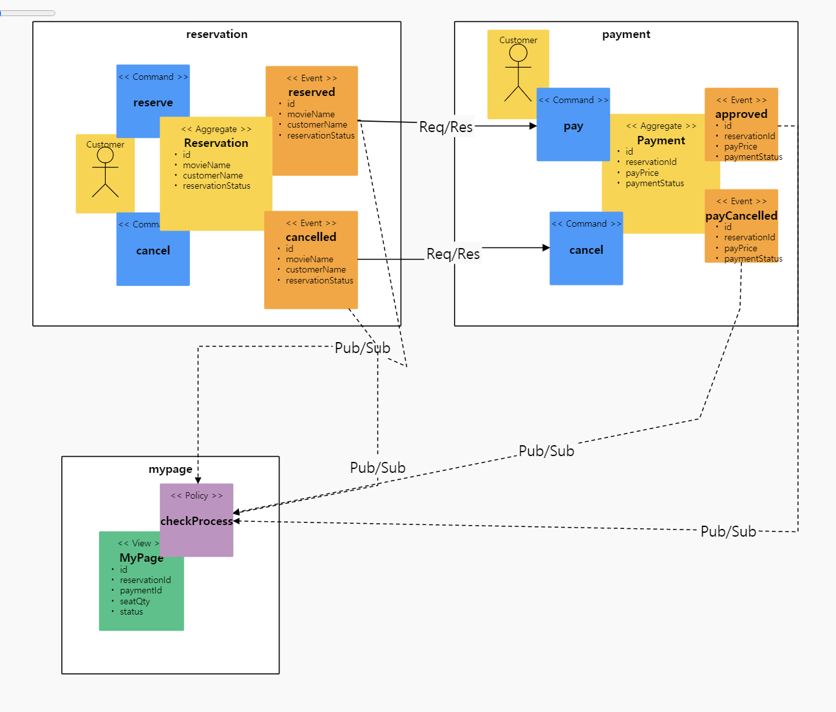 reservation
<< Command >>
reserve
<< Event >>
reserved
• id
• movieName
• customerName
• reservationStatus
Customer
<< Aggregate >>
Reservation
• id
• movieName
• customerName
• reservationStatus
<< Comma
cancel
<< Event >>
cancelled
• id
• movieName
• customerName
• reservationStatus
Req/Res
Req/Res
payment
Customer
<< Command >>
pay
<< Aggregate >>
Payment
• id
• reservationId
• payPrice
• paymentStatus
<< Event >>
approved
• id
• reservationId
• payPrice
• paymentStatus
<< Command >>
cancel
<< Event >>
payCancelled
• id
• reservationId
• payPrice
• paymentStatus
Pub/Sub
Pub/Sub
Pub/Sub
Pub/Sub
mypage
<< Policy >>
checkProcess
<< View >
MyPage
• id
• reservationId
• paymentId
• seatQty
• status